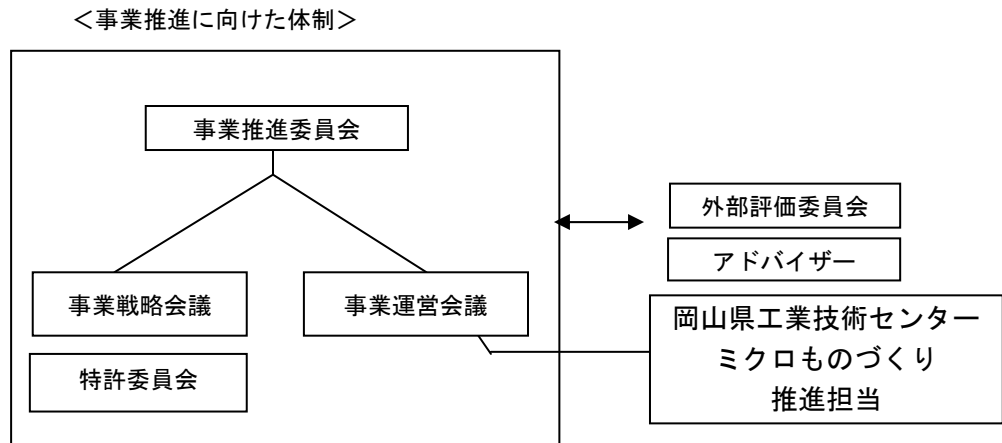 ＜事業推進に向けた体制＞
事業推進委員会
外部評価委員会
アドバイザー
事業戦略会議
事業運営会議
岡山県工業技術センター
ミクロものづくり
推進担当
特許委員会